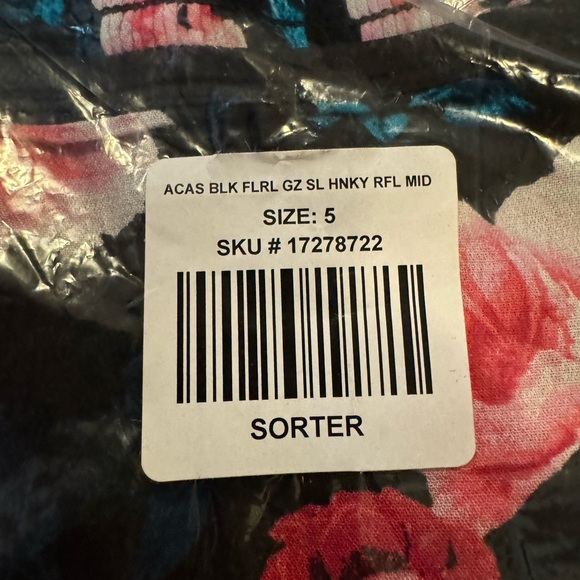 ACAS BLK FLRL GZ SL HNKY RFL MID
SIZE: 5
SKU # 17278722
SORTER